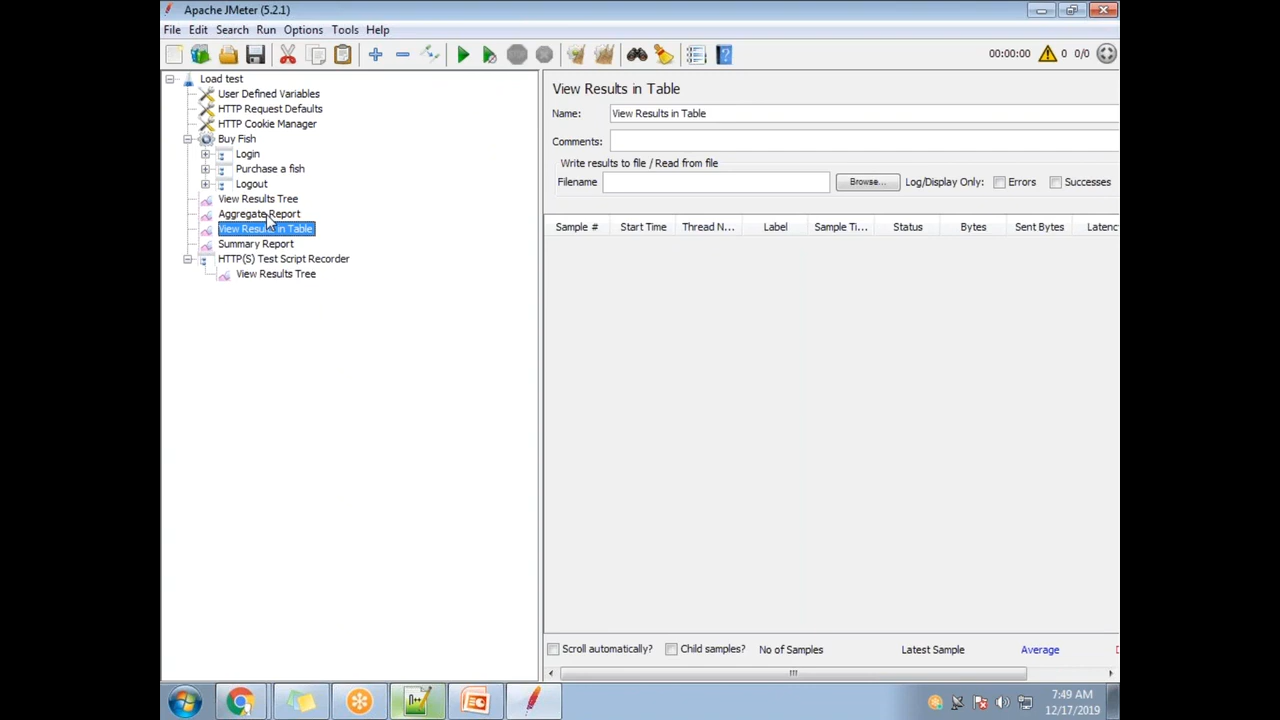 Apache JMeter (5.2.1)
File Edit Search Run Options Tools Help
00:00:00 0 0/0
Load test
User Defined Variables
HTTP Request Defaults
HTTP Cookie Manager
Buy Fish
Login
Purchase a fish
Logout
View Results Tree
Aggregate Report
View Results in Table
Summary Report
HTTP(S) Test Script Recorder
View Results Tree
View Results in Table
Name: View Results in Table
Comments:
Write results to file / Read from file
Filename Browse... Log/Display Only: Errors Successes
Sample # Start Time Thread N... Label Sample Ti... Status Bytes Sent Bytes Latency
Scroll automatically? Child samples? No of Samples Latest Sample Average
7:49 AM
12/17/2019